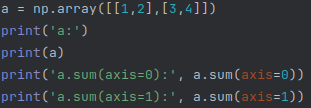 a = np.array([[1,2],[3,4]])
print('a:')
print(a)
print('a.sum(axis=0):', a.sum(axis=0))
print('a.sum(axis=1):', a.sum(axis=1))